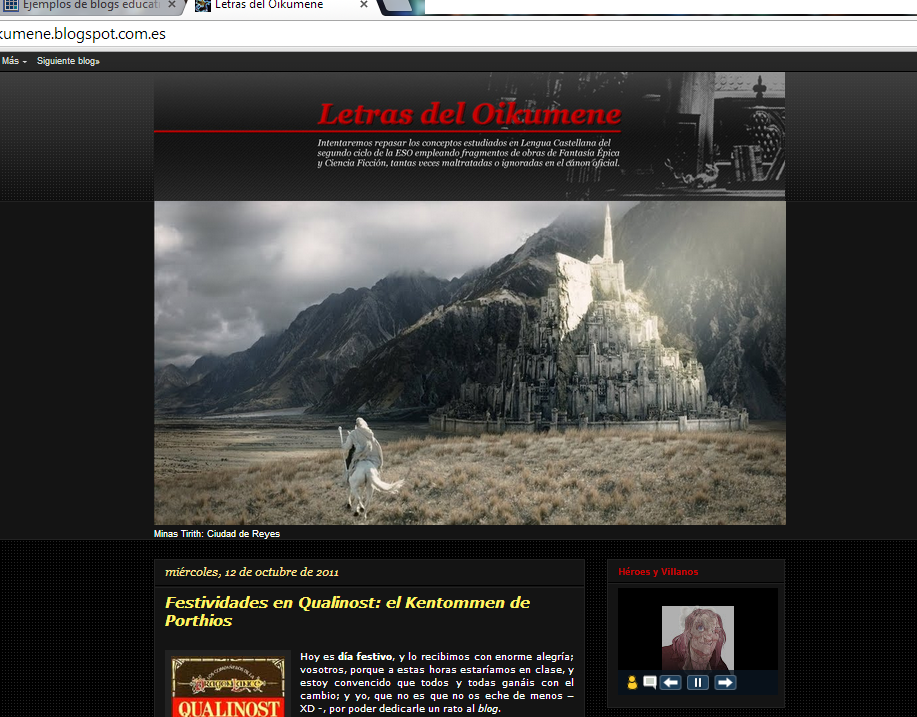 Ejemplos de blogs educati
Letras del Oikumene
kumene.blogspot.com.es
Más
Siguiente blog»
Letras del Oikumene
Intentaremos repasar los conceptos estudiados en Lengua Castellana del
segundo ciclo de la ESO empleando fragmentos de obras de Fantasía Épica
y Ciencia Ficción, tantas veces maltratadas o ignoradas en el canon oficial.
Minas Tirith: Ciudad de Reyes
miércoles, 12 de octubre de 2011
Festividades en Qualinost: el Kentommen de
Porthios
LOS COMPAÑEROS DE LA
DragonLance
QUALINOST
Hoy es día festivo, y lo recibimos con enorme alegría;
vosotros, porque a estas horas estaríamos en clase, y
estoy convencido que todos y todas ganáis con el
cambio; y yo, que no es que no os eche de menos –
XD -, por poder dedicarle un rato al blog.
Héroes y Villanos